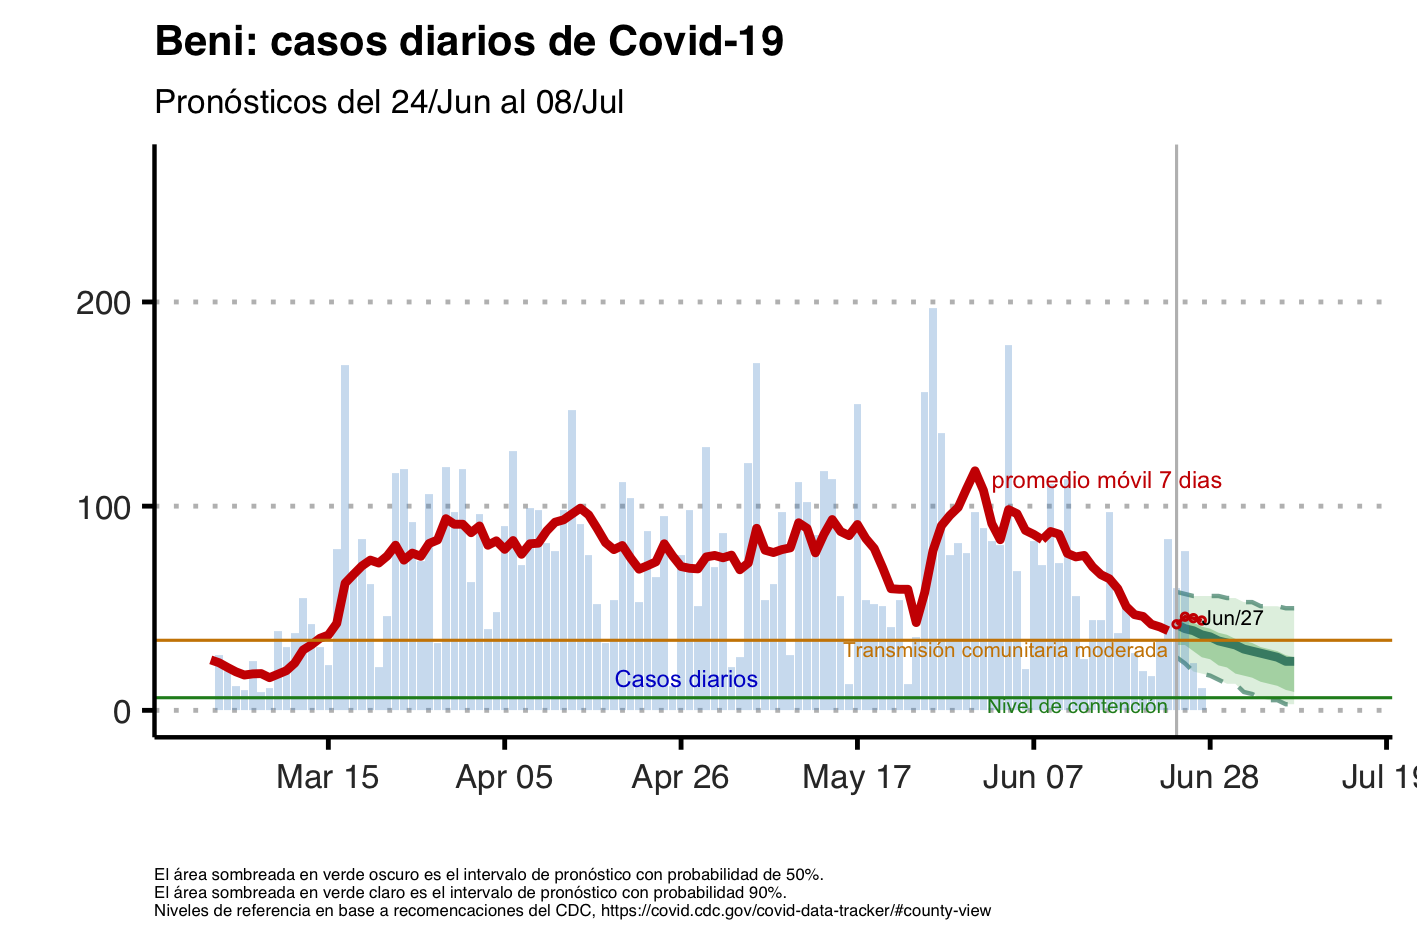 Beni: casos diarios de Covid-19
Pronósticos del 24/Jun al 08/Jul
200
100
0
promedio móvil 7 dias
Jun/27
Transmisión comunitaria moderada
Casos diarios
Nivel de contención
Mar 15
Apr 05
Apr 26
May 17
Jun 07
Jun 28
Jul 19
El área sombreada en verde oscuro es el intervalo de pronóstico con probabilidad de 50%.
El área sombreada en verde claro es el intervalo de pronóstico con probabilidad 90%.
Niveles de referencia en base a recomencaciones del CDC, https://covid.cdc.gov/covid-data-tracker/#county-view